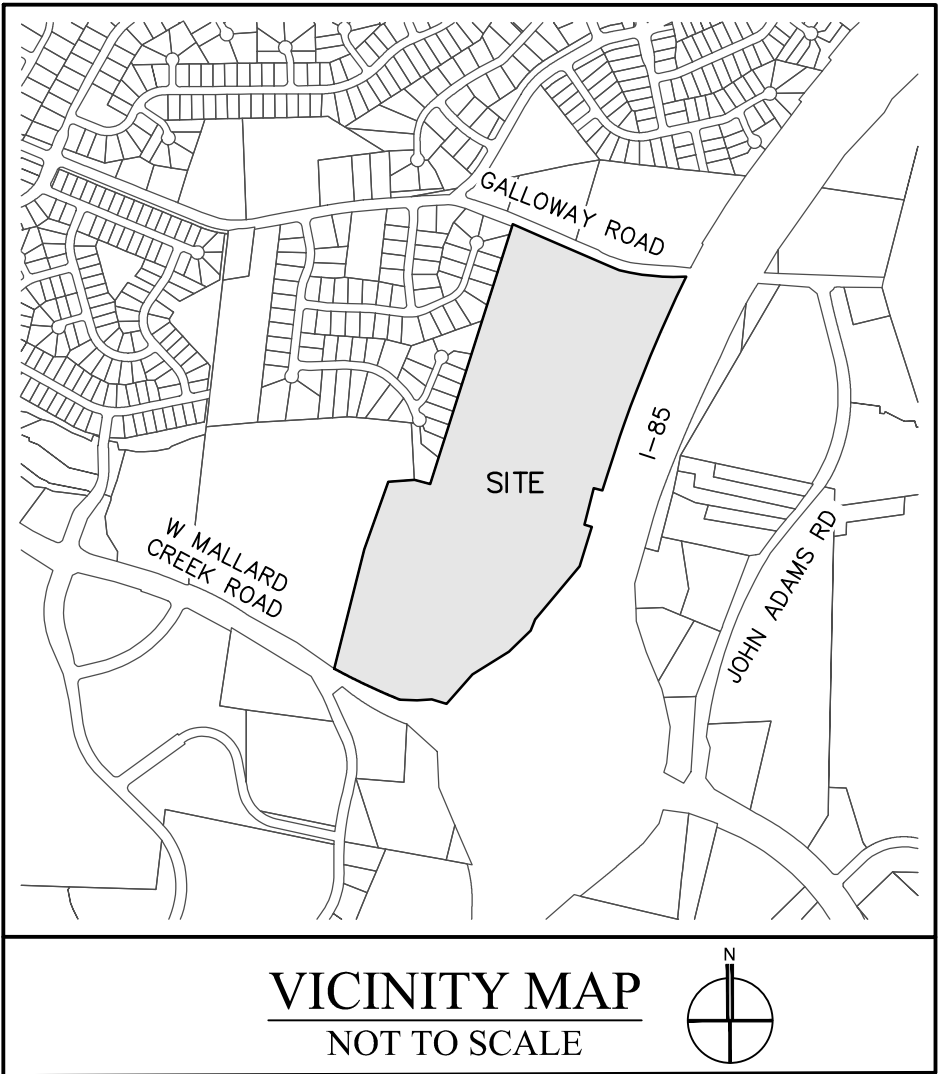 GALLOWAY ROAD
I-85
SITE
W MALLARD
CREEK ROAD
JOHN ADAMS RD
VICINITY MAP
NOT TO SCALE
N